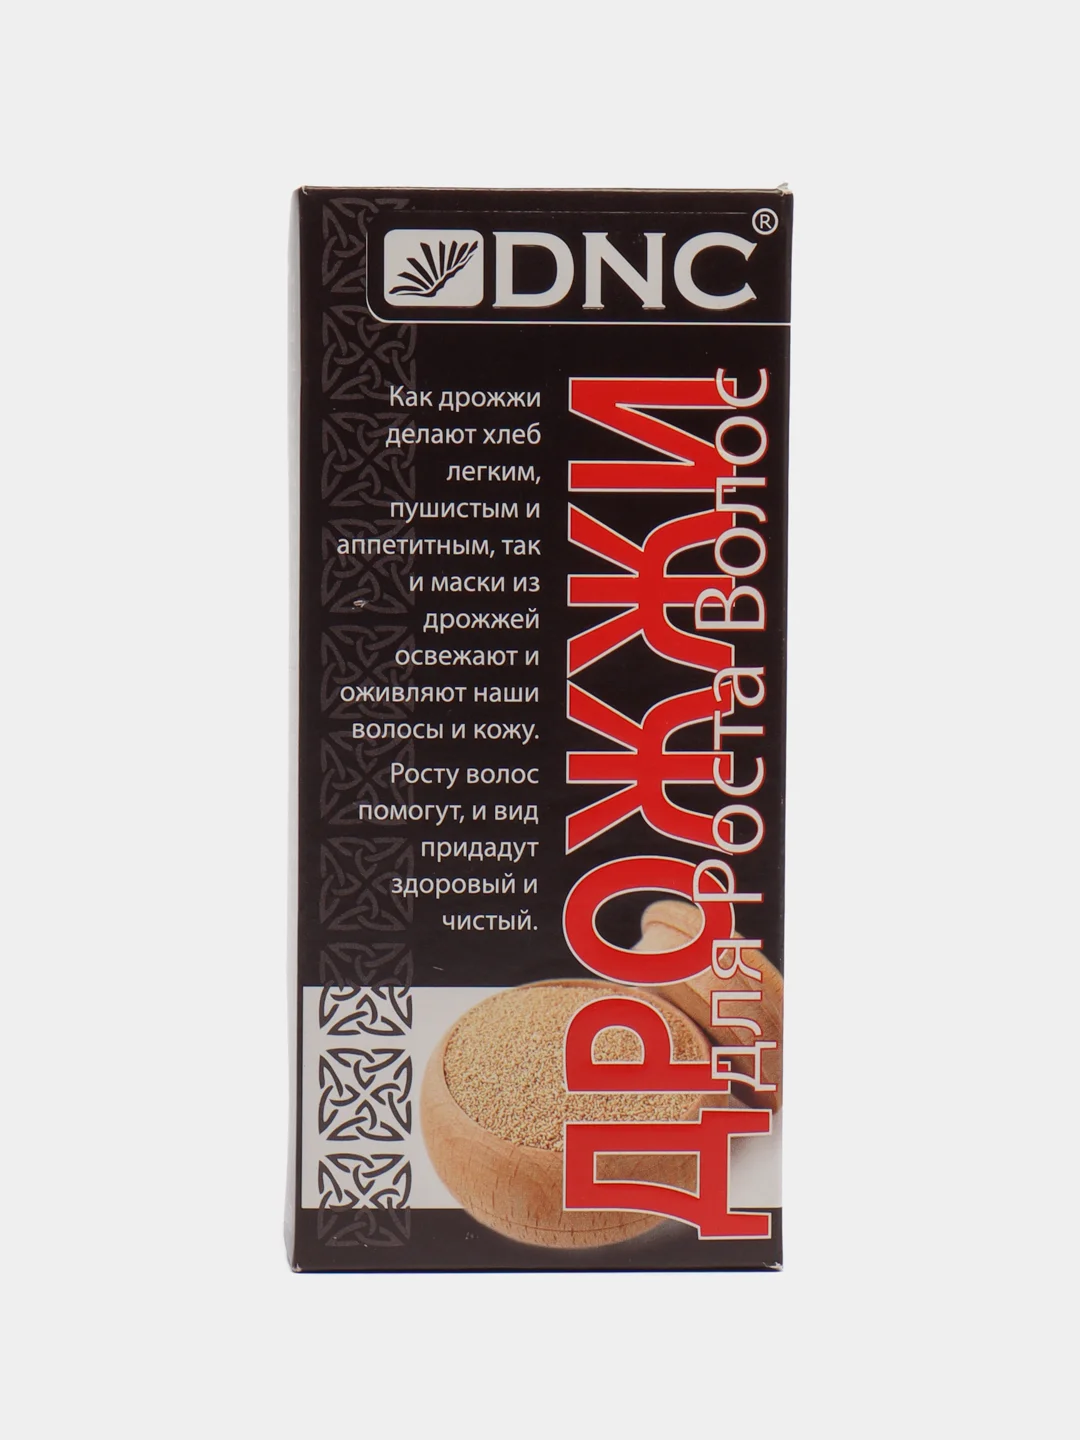 DNC®
Как дрожжи
делают хлеб
легким,
пушистым и
аппетитным, так
и маски из
дрожжей
освежают и
оживляют наши
волосы и кожу.
Росту волос
помогут, и вид
придадут
здоровый и
чистый.
ДРОЖЖИ
для роста Волос